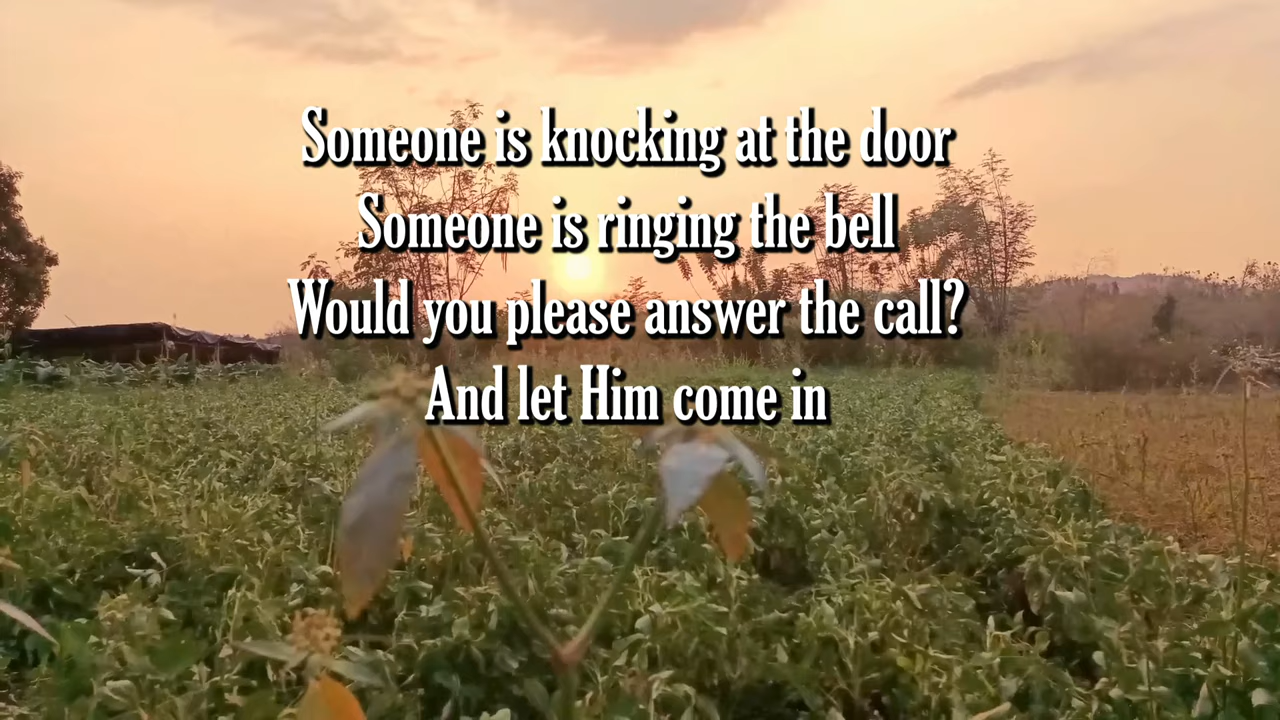 Someone is knocking at the door
Someone is ringing the bell
Would you please answer the call?
And let Him come in